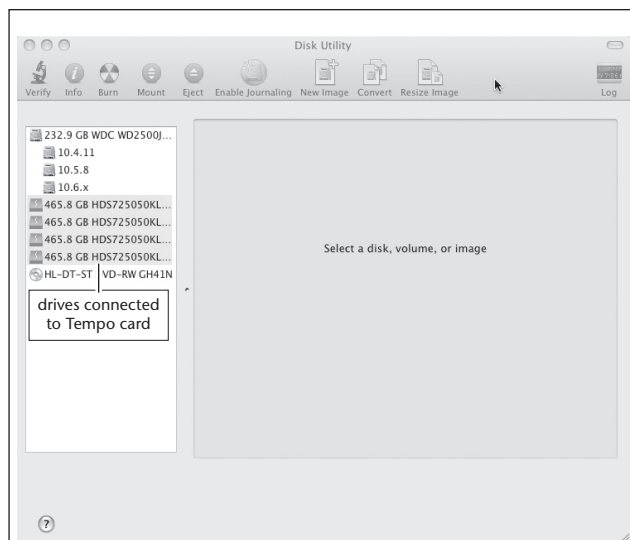 Disk Utility
Verify Info Burn Mount Eject Enable Journaling New Image Convert Resize Image Log
232.9 GB WDC WD2500J...
10.4.11
10.5.8
10.6.x
465.8 GB HDS725050KL...
465.8 GB HDS725050KL...
465.8 GB HDS725050KL...
465.8 GB HDS725050KL...
HL-DT-ST VD-RW GH41N
drives connected
to Tempo card
Select a disk, volume, or image
?